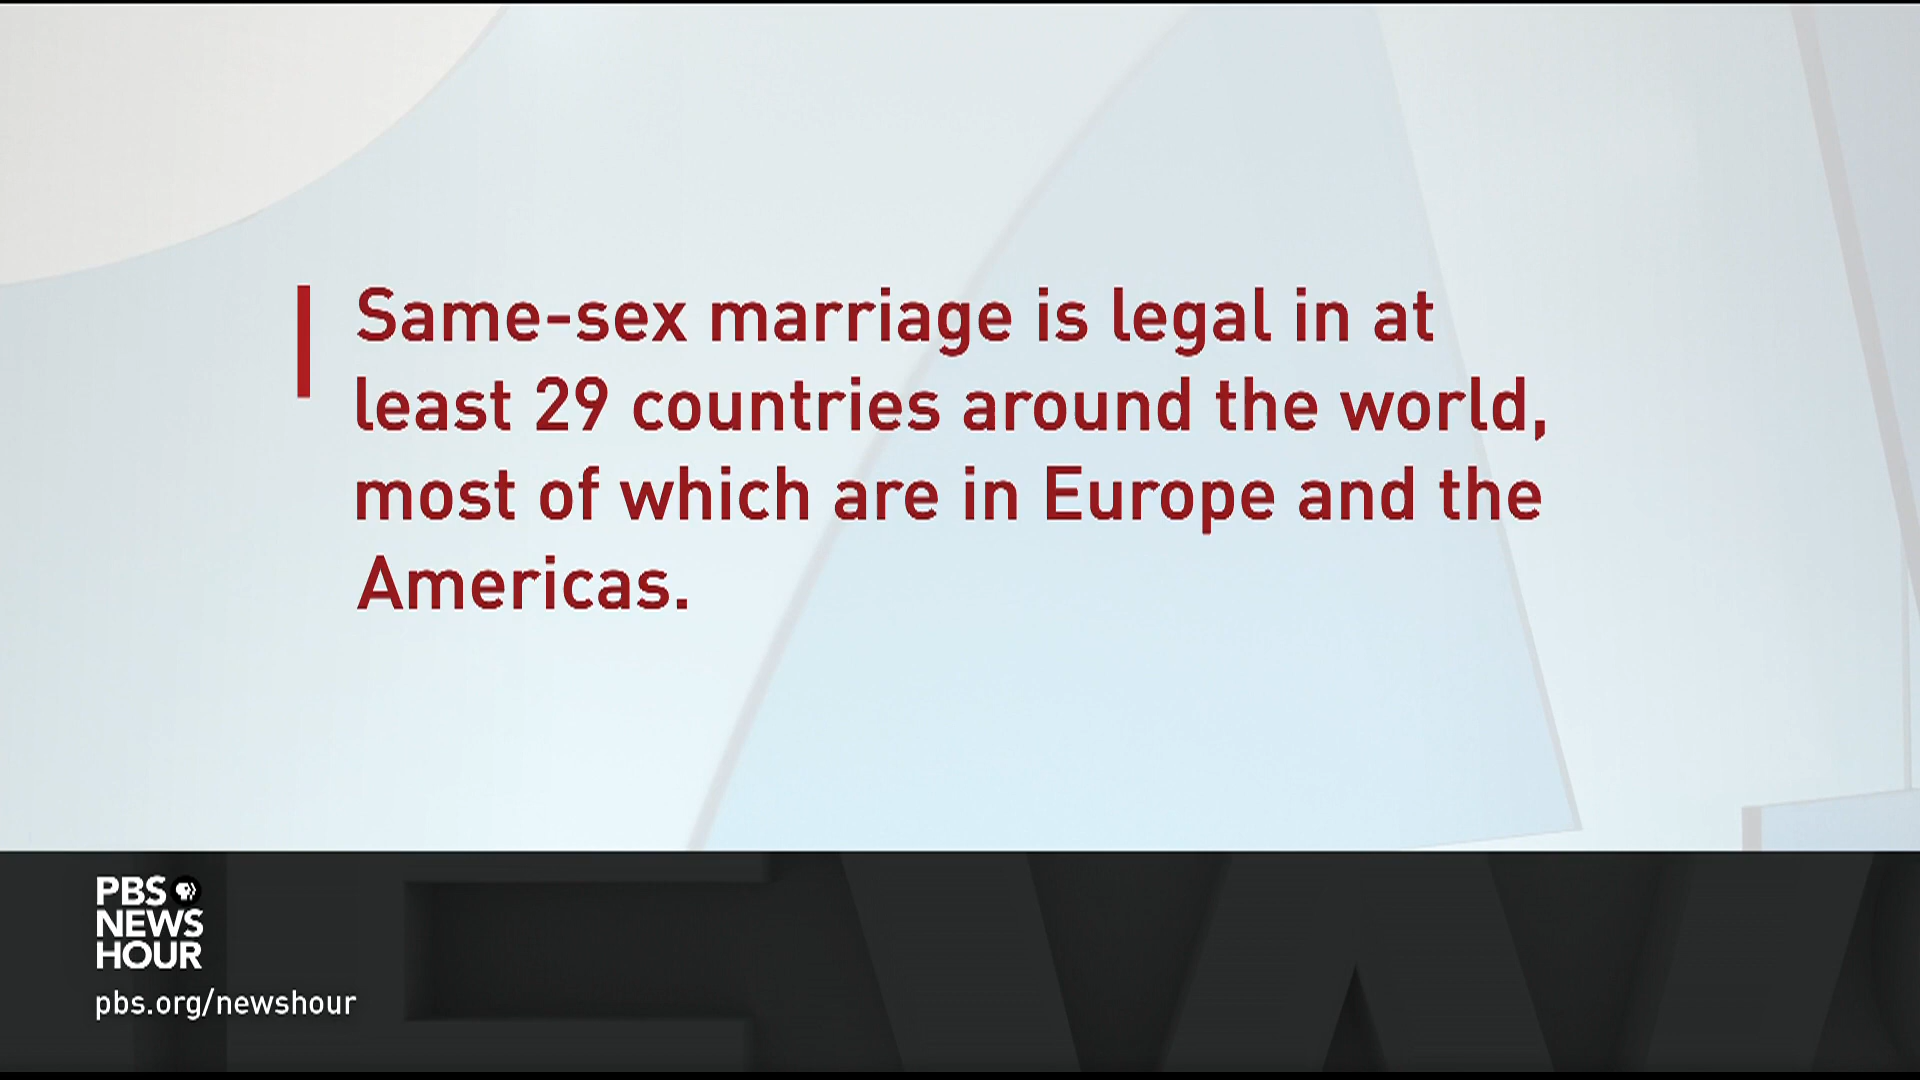 Same-sex marriage is legal in at
least 29 countries around the world,
most of which are in Europe and the
Americas.
PBS
NEWS
HOUR
pbs.org/newshour